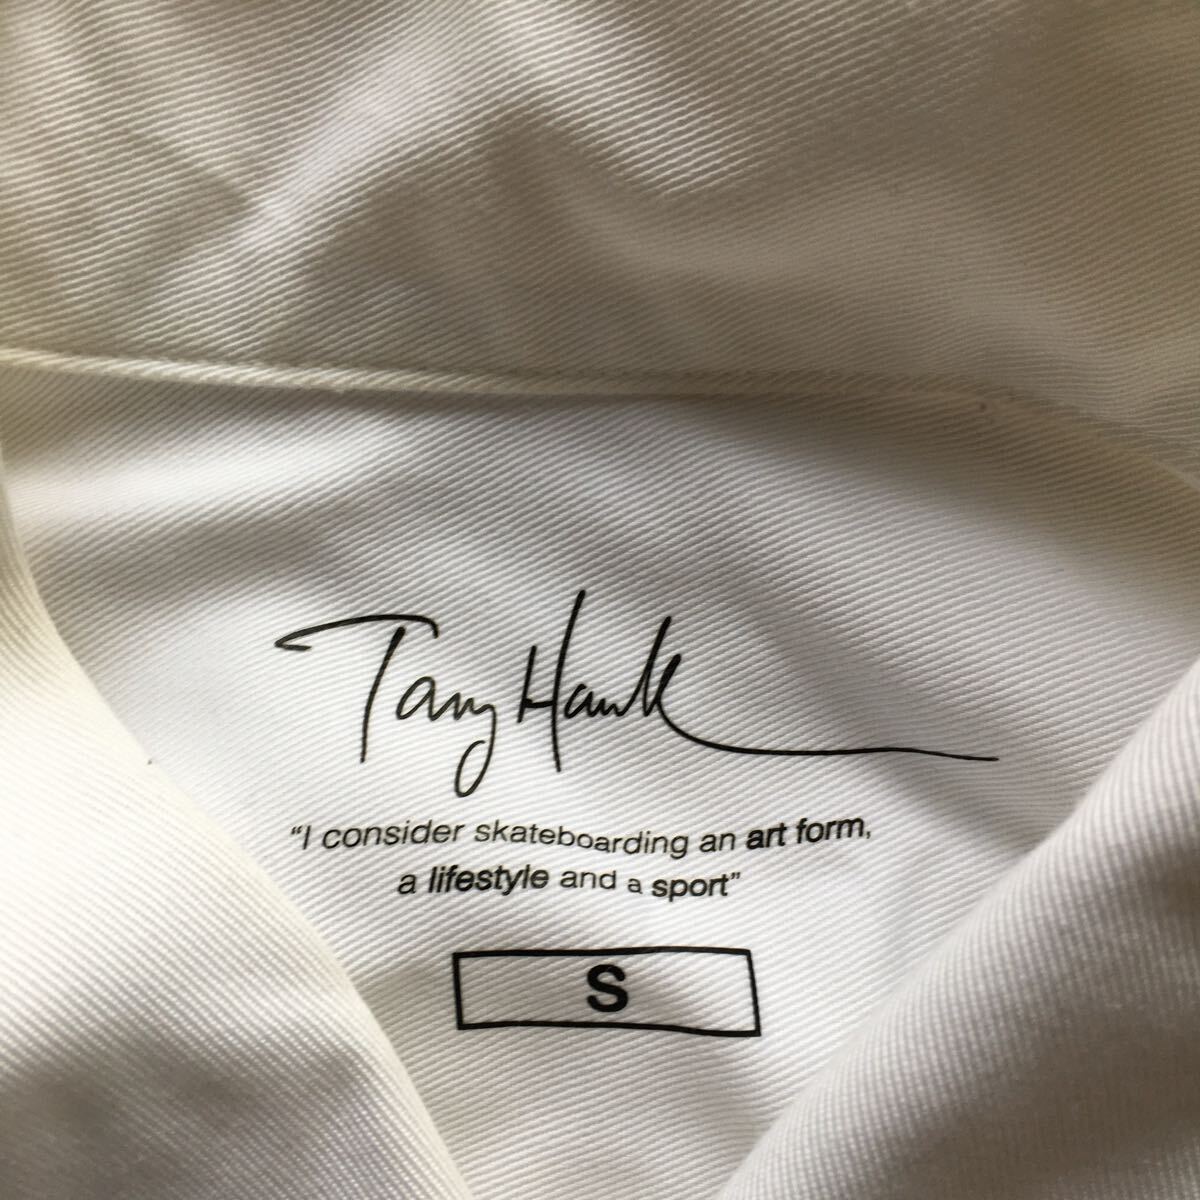 Tony Hawk
"I consider skateboarding an art form,
a lifestyle and a sport"
S